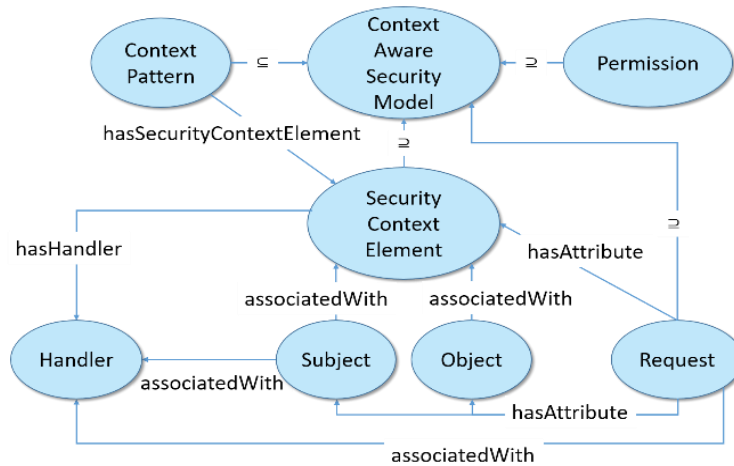 Context
Pattern
⊆
Context
Aware
Security
Model
⊇
Permission
hasSecurityContextElement
⊇
Security
Context
Element
⊇
hasHandler
hasAttribute
associatedWith
associatedWith
Handler
Subject
Object
Request
associatedWith
hasAttribute
associatedWith